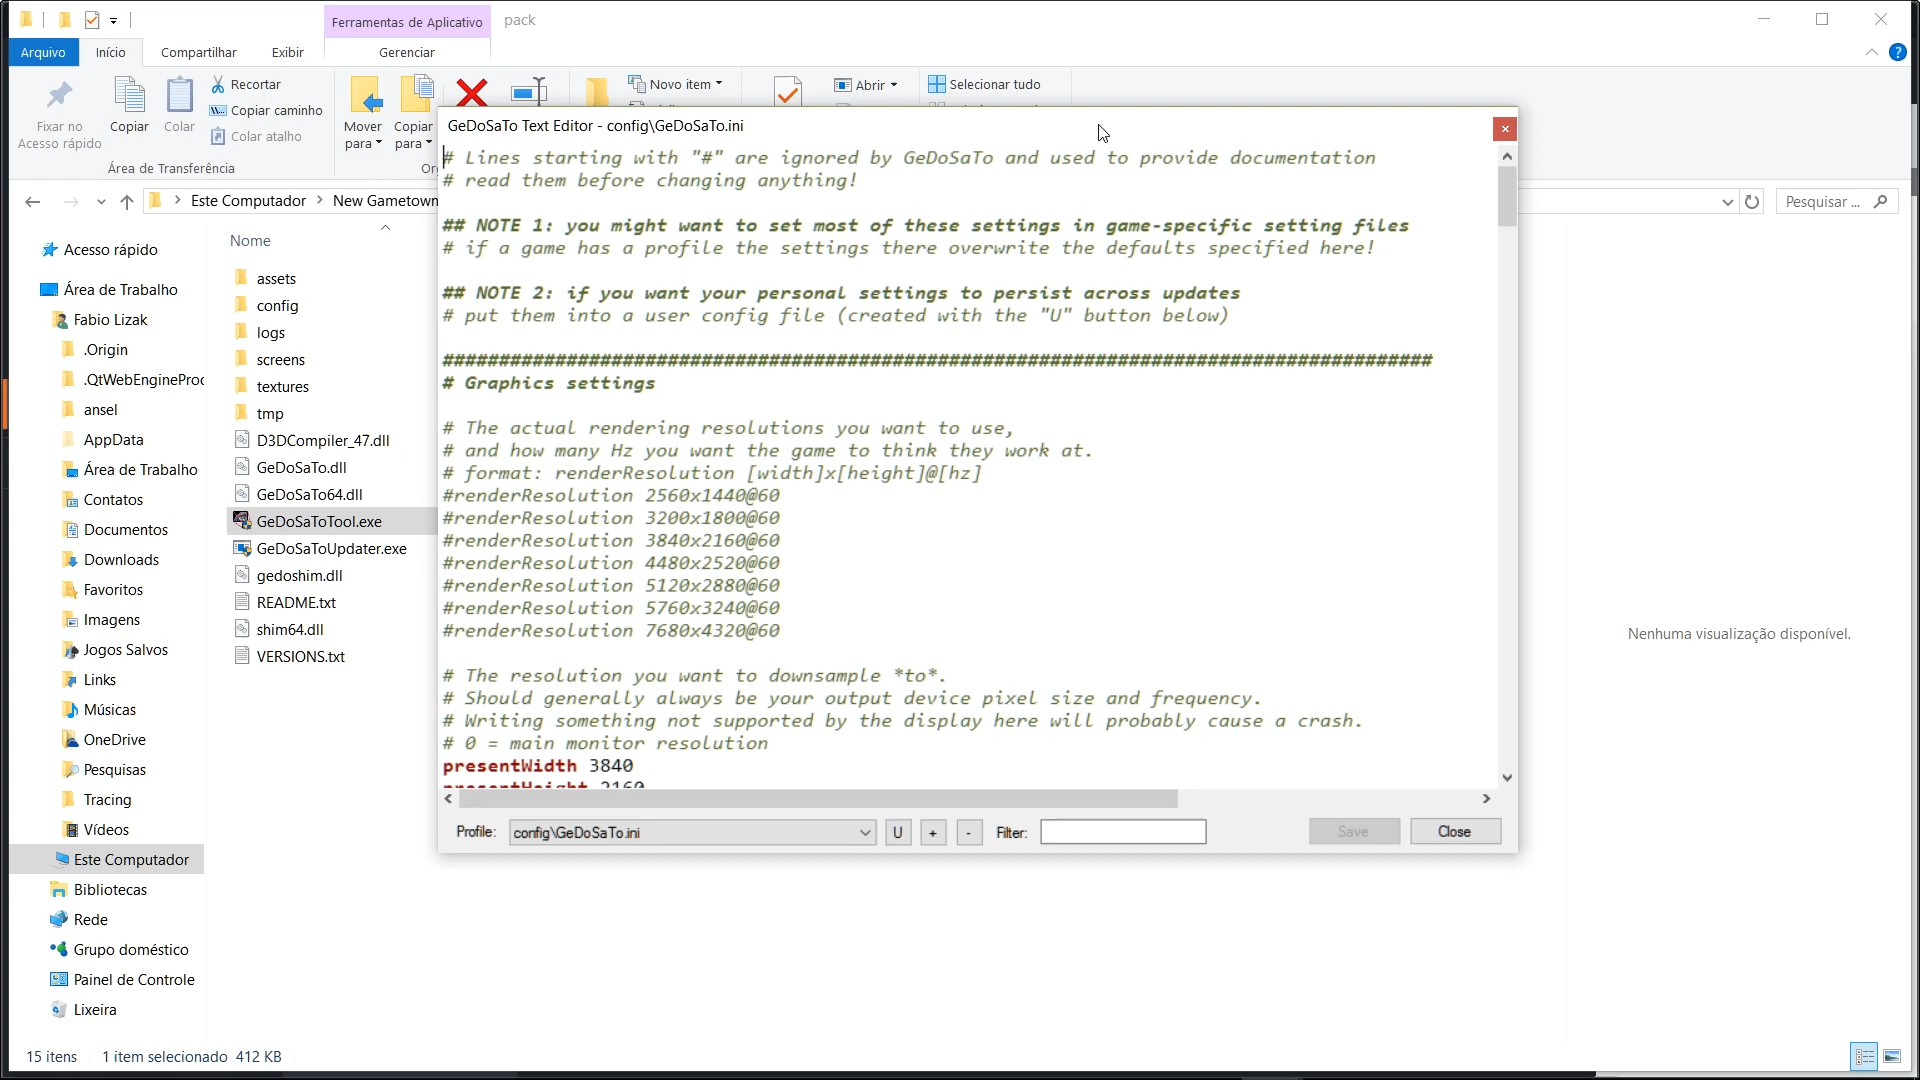 Ferramentas de Aplicativo
pack
Arquivo
Início
Compartilhar
Exibir
Gerenciar
Fixar no
Acesso rápido
Copiar
Colar
Recortar
Copiar caminho
Colar atalho
Área de Transferência
Mover
para
Copiar
para
Or
Novo item
Abrir
Selecionar tudo
Este Computador
New Gametown
Pesquisar ...
Acesso rápido
Área de Trabalho
Fabio Lizak
.Origin
.QtWebEngineProc
ansel
AppData
Área de Trabalho
Contatos
Documentos
Downloads
Favoritos
Imagens
Jogos Salvos
Links
Músicas
OneDrive
Pesquisas
Tracing
Vídeos
Este Computador
Bibliotecas
Rede
Grupo doméstico
Painel de Controle
Lixeira
Nome
assets
config
logs
screens
textures
tmp
D3DCompiler_47.dll
GeDoSaTo.dll
GeDoSaTo64.dll
GeDoSaToTool.exe
GeDoSaToUpdater.exe
gedoshim.dll
README.txt
shim64.dll
VERSIONS.txt
GeDoSaTo Text Editor - config\GeDoSaTo.ini
# Lines starting with "#" are ignored by GeDoSaTo and used to provide documentation
# read them before changing anything!
## NOTE 1: you might want to set most of these settings in game-specific setting files
# if a game has a profile the settings there overwrite the defaults specified here!
## NOTE 2: if you want your personal settings to persist across updates
# put them into a user config file (created with the "U" button below)
########################################################################################
# Graphics settings
# The actual rendering resolutions you want to use,
# and how many Hz you want the game to think they work at.
# format: renderResolution [width]x[height]@[hz]
#renderResolution 2560x1440@60
#renderResolution 3200x1800@60
#renderResolution 3840x2160@60
#renderResolution 4480x2520@60
#renderResolution 5120x2880@60
#renderResolution 5760x3240@60
#renderResolution 7680x4320@60
# The resolution you want to downsample *to*.
# Should generally always be your output device pixel size and frequency.
# Writing something not supported by the display here will probably cause a crash.
# 0 = main monitor resolution
presentWidth 3840
presentHeight 2160
Profile:
config\GeDoSaTo.ini
U
+
-
Filter:
Save
Close
Nenhuma visualização disponível.
15 itens
1 item selecionado 412 KB